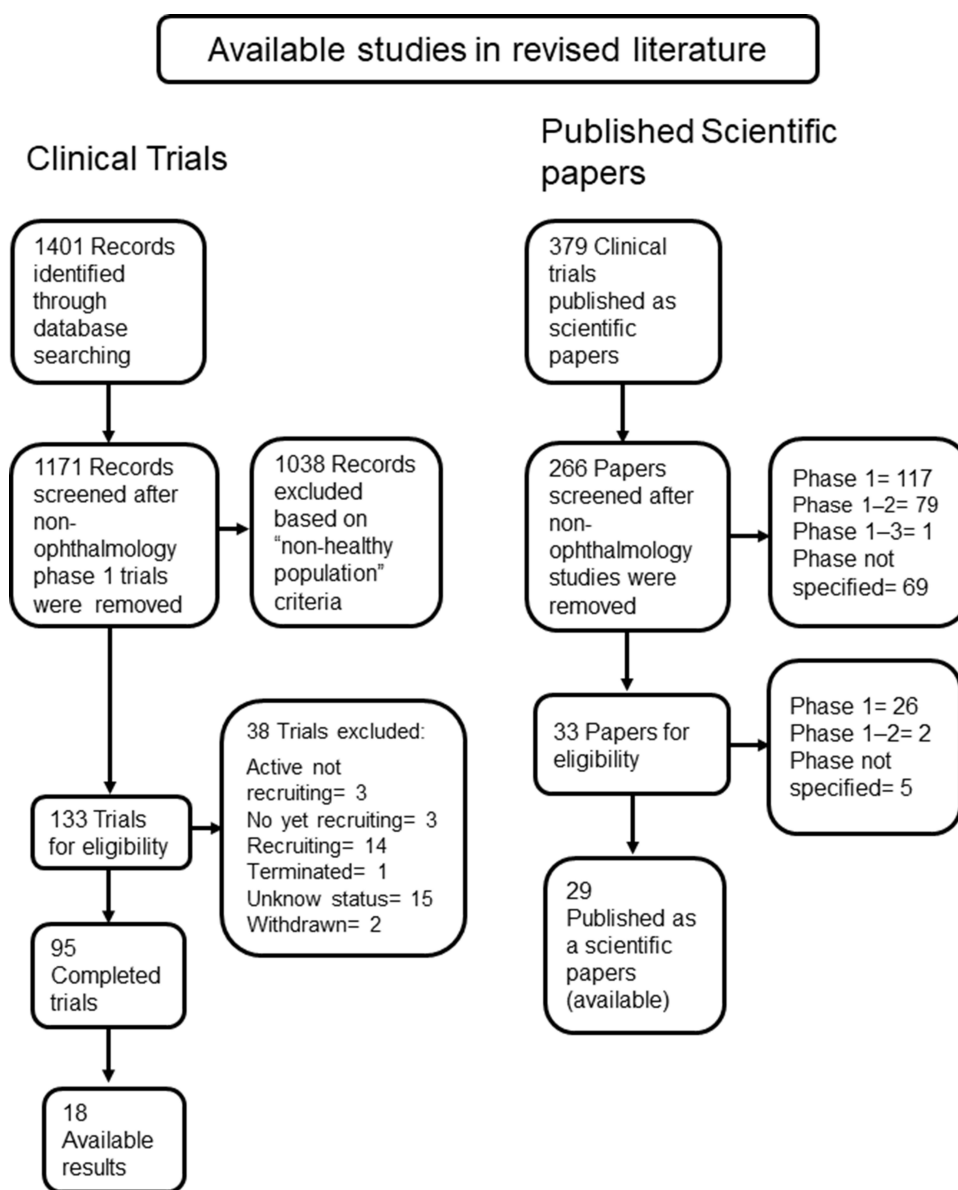 Available studies in revised literature
Clinical Trials
1401 Records
identified
through
database
searching
1171 Records
screened after
non-
ophthalmology
phase 1 trials
were removed
1038 Records
excluded
based on
“non-healthy
population”
criteria
38 Trials excluded:
Active not
recruiting= 3
No yet recruiting= 3
Recruiting= 14
Terminated= 1
Unknow status= 15
Withdrawn= 2
133 Trials
for eligibility
95
Completed
trials
18
Available
results
Published Scientific
papers
379 Clinical
trials
published as
scientific
papers
266 Papers
screened after
non-
ophthalmology
studies were
removed
Phase 1= 117
Phase 1–2= 79
Phase 1–3= 1
Phase not
specified= 69
33 Papers for
eligibility
Phase 1= 26
Phase 1–2= 2
Phase not
specified= 5
29
Published as
a scientific
papers
(available)